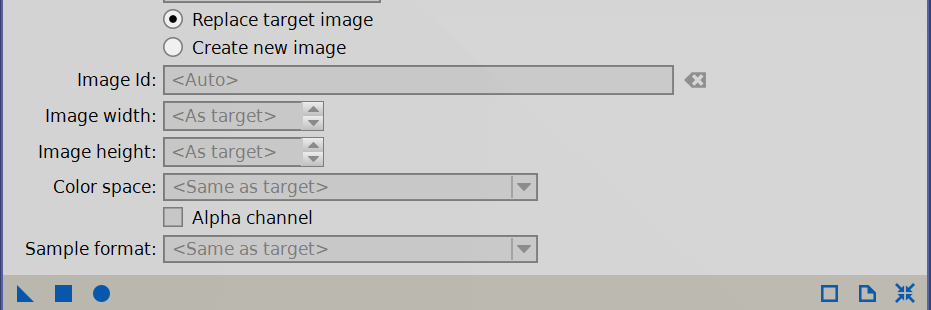 Replace target image
Create new image
Image Id: <Auto>
Image width: <As target>
Image height: <As target>
Color space: <Same as target>
Alpha channel
Sample format: <Same as target>